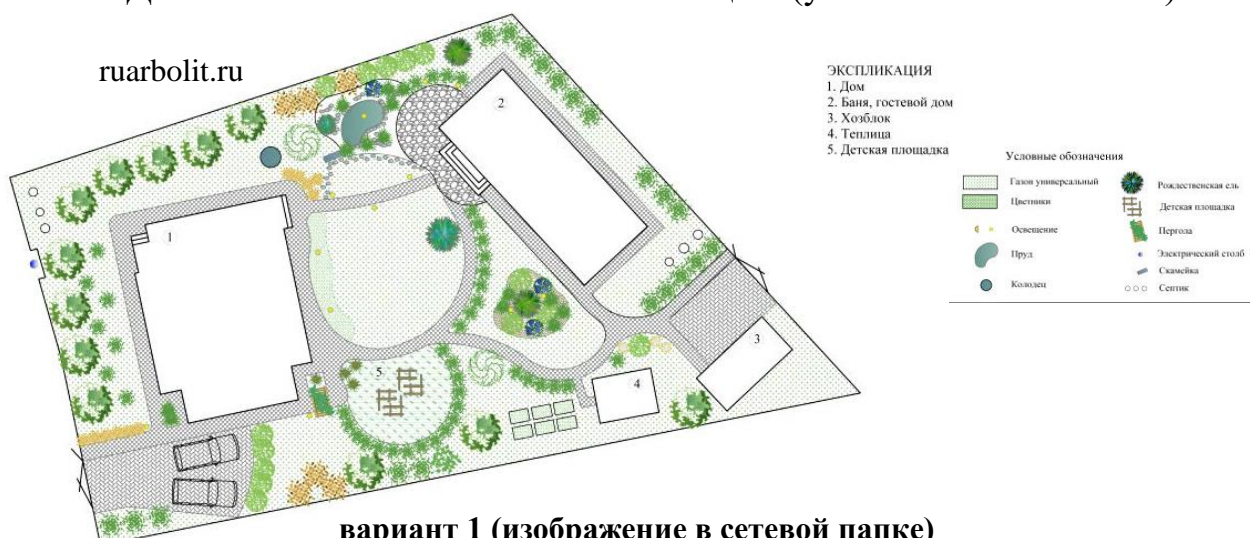 ruarbolit.ru
ЭКСПЛИКАЦИЯ
1. Дом
2. Баня, гостевой дом
3. Хозблок
4. Теплица
5. Детская площадка
Условные обозначения
Газон универсальный
Цветники
Освещение
Пруд
Колодец
Рождественская ель
Детская площадка
Пергола
Электрический столб
Скамейка
Септик
1
2
3
4
5
вариант 1 (изображение в сетевой папке)